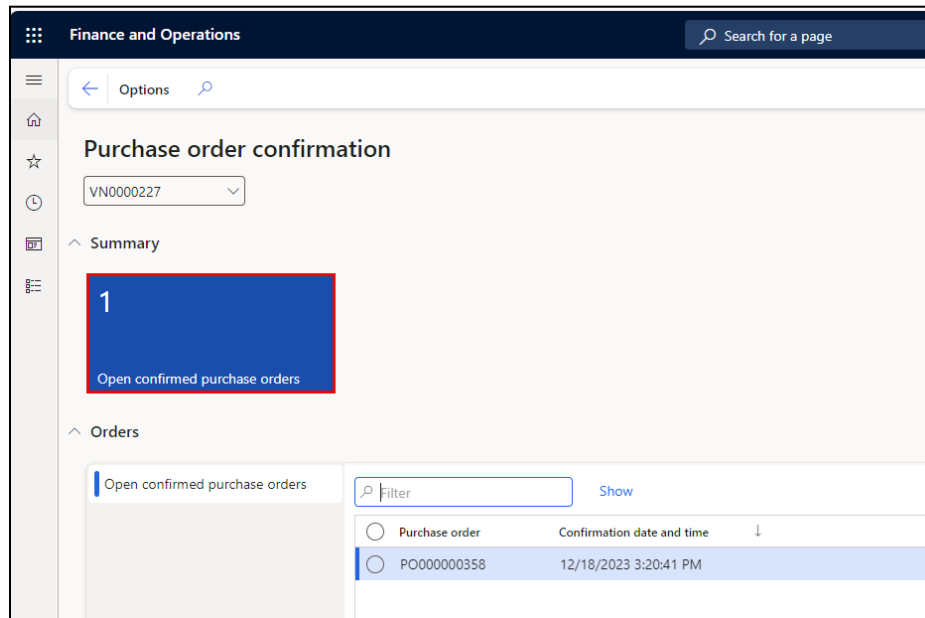 Finance and Operations
Search for a page
Options
Purchase order confirmation
VN0000227
Summary
1
Open confirmed purchase orders
Orders
Open confirmed purchase orders
Filter
Show
Purchase order Confirmation date and time ↓
PO000000358 12/18/2023 3:20:41 PM